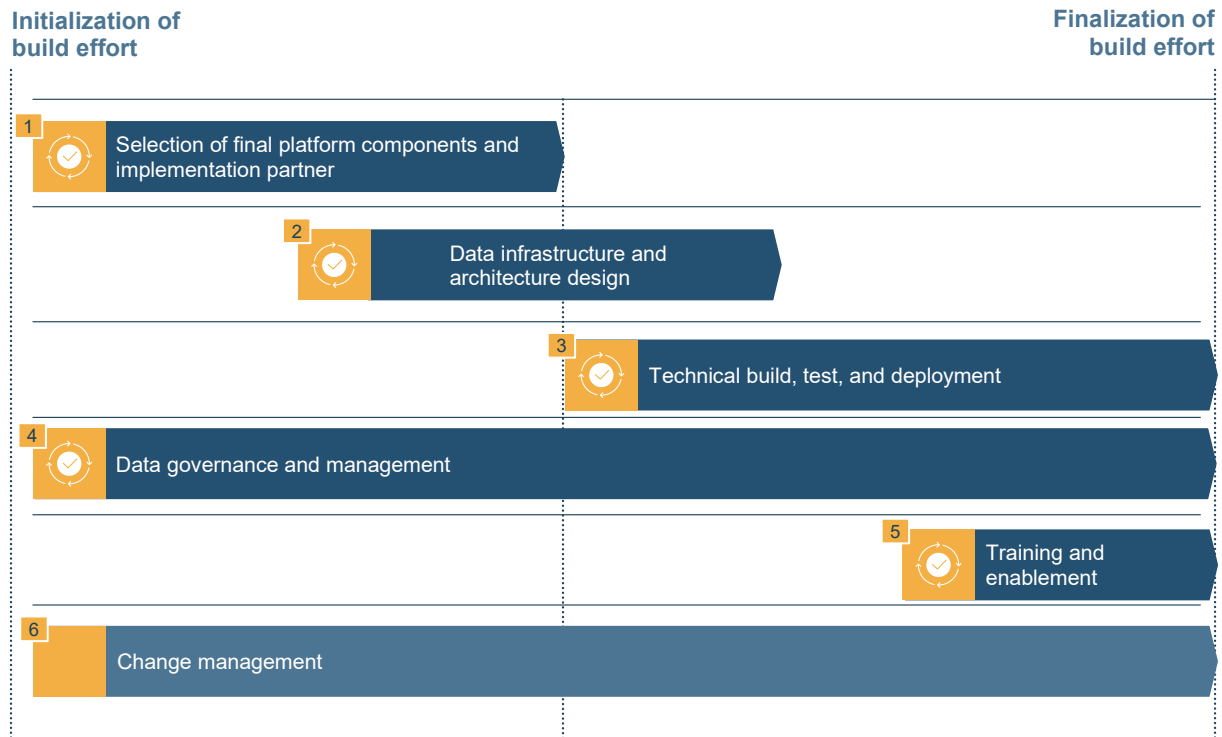 Initialization of
build effort
Finalization of
build effort
1
Selection of final platform components and
implementation partner
2
Data infrastructure and
architecture design
3
Technical build, test, and deployment
4
Data governance and management
5
Training and
enablement
6
Change management